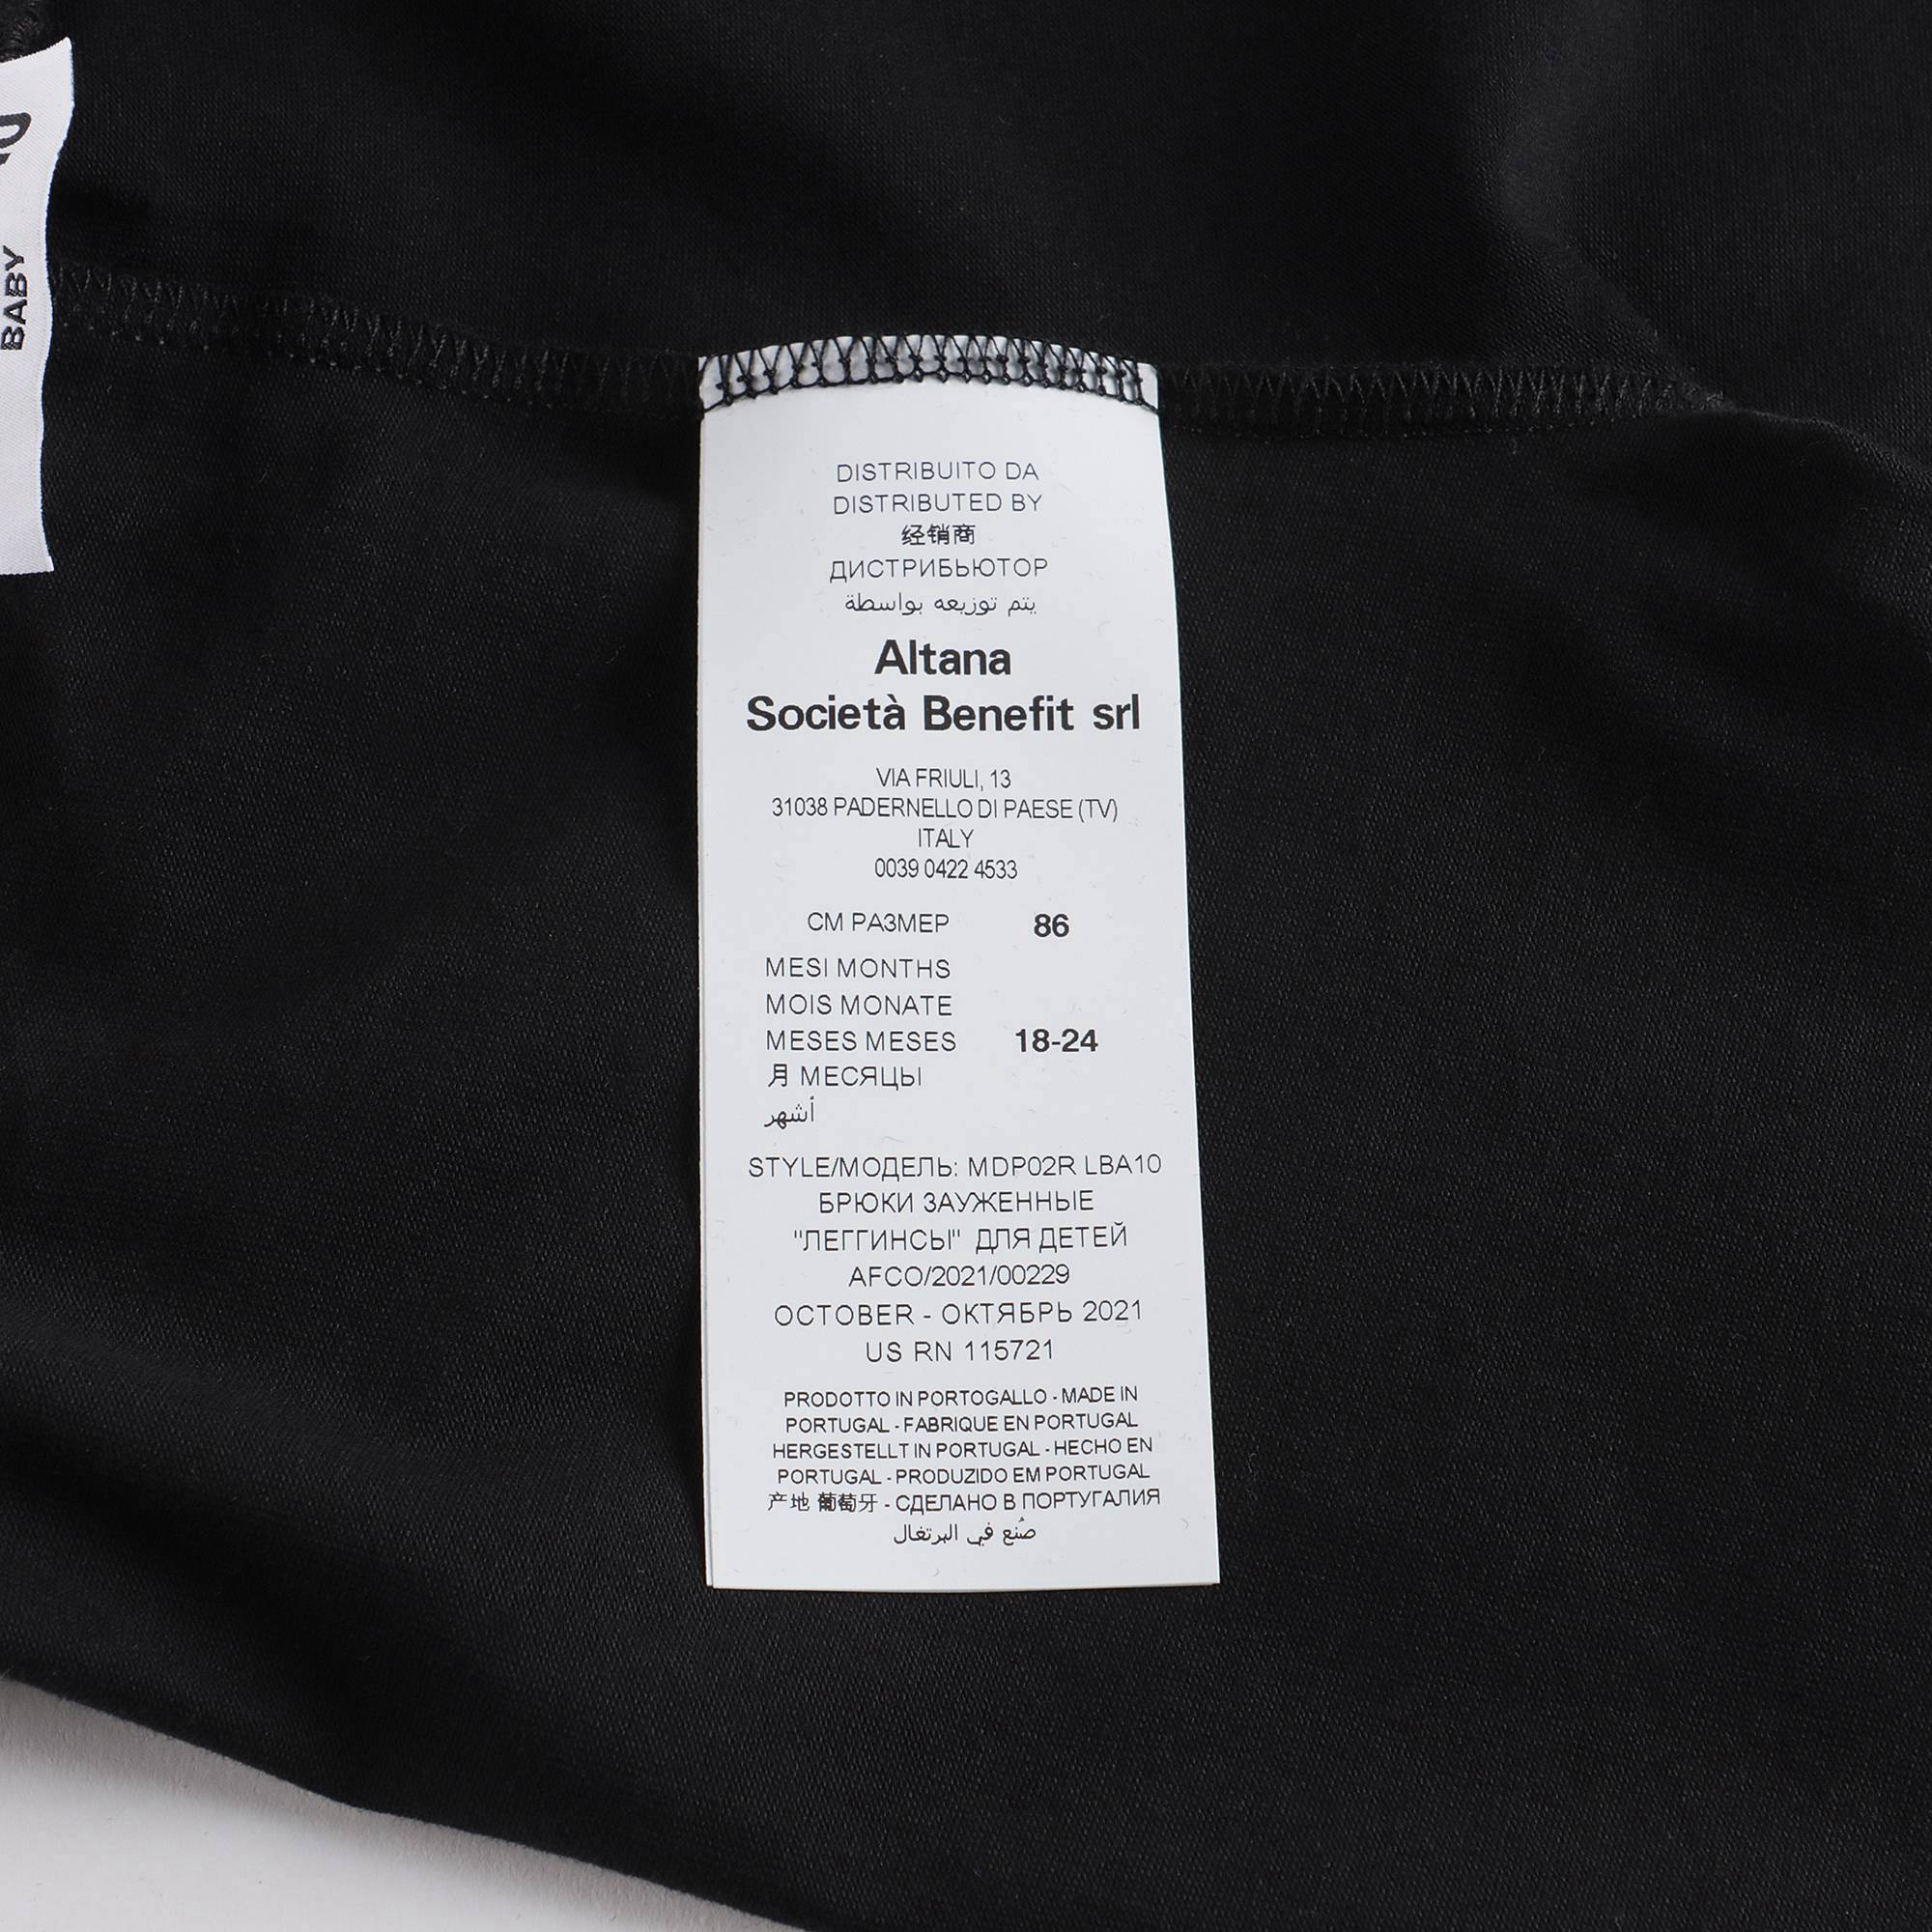 BABY
DISTRIBUITO DA
DISTRIBUTED BY
经销商
ДИСТРИБЬЮТОР
يتم توزيعه بواسطة
Altana
Società Benefit srl
VIA FRIULI, 13
31038 PADERNELLO DI PAESE (TV)
ITALY
0039 0422 4533
СМ РАЗМЕР 86
MESI MONTHS
MOIS MONATE
MESES MESES 18-24
月 МЕСЯЦЫ
أشهر
STYLE/МОДЕЛЬ: MDP02R LBA10
БРЮКИ ЗАУЖЕННЫЕ
"ЛЕГГИНСЫ" ДЛЯ ДЕТЕЙ
AFCO/2021/00229
OCTOBER - ОКТЯБРЬ 2021
US RN 115721
PRODOTTO IN PORTOGALLO - MADE IN
PORTUGAL - FABRIQUE EN PORTUGAL
HERGESTELLT IN PORTUGAL - HECHO EN
PORTUGAL - PRODUZIDO EM PORTUGAL
产地 葡萄牙 - СДЕЛАНО В ПОРТУГАЛИЯ
صُنع في البرتغال